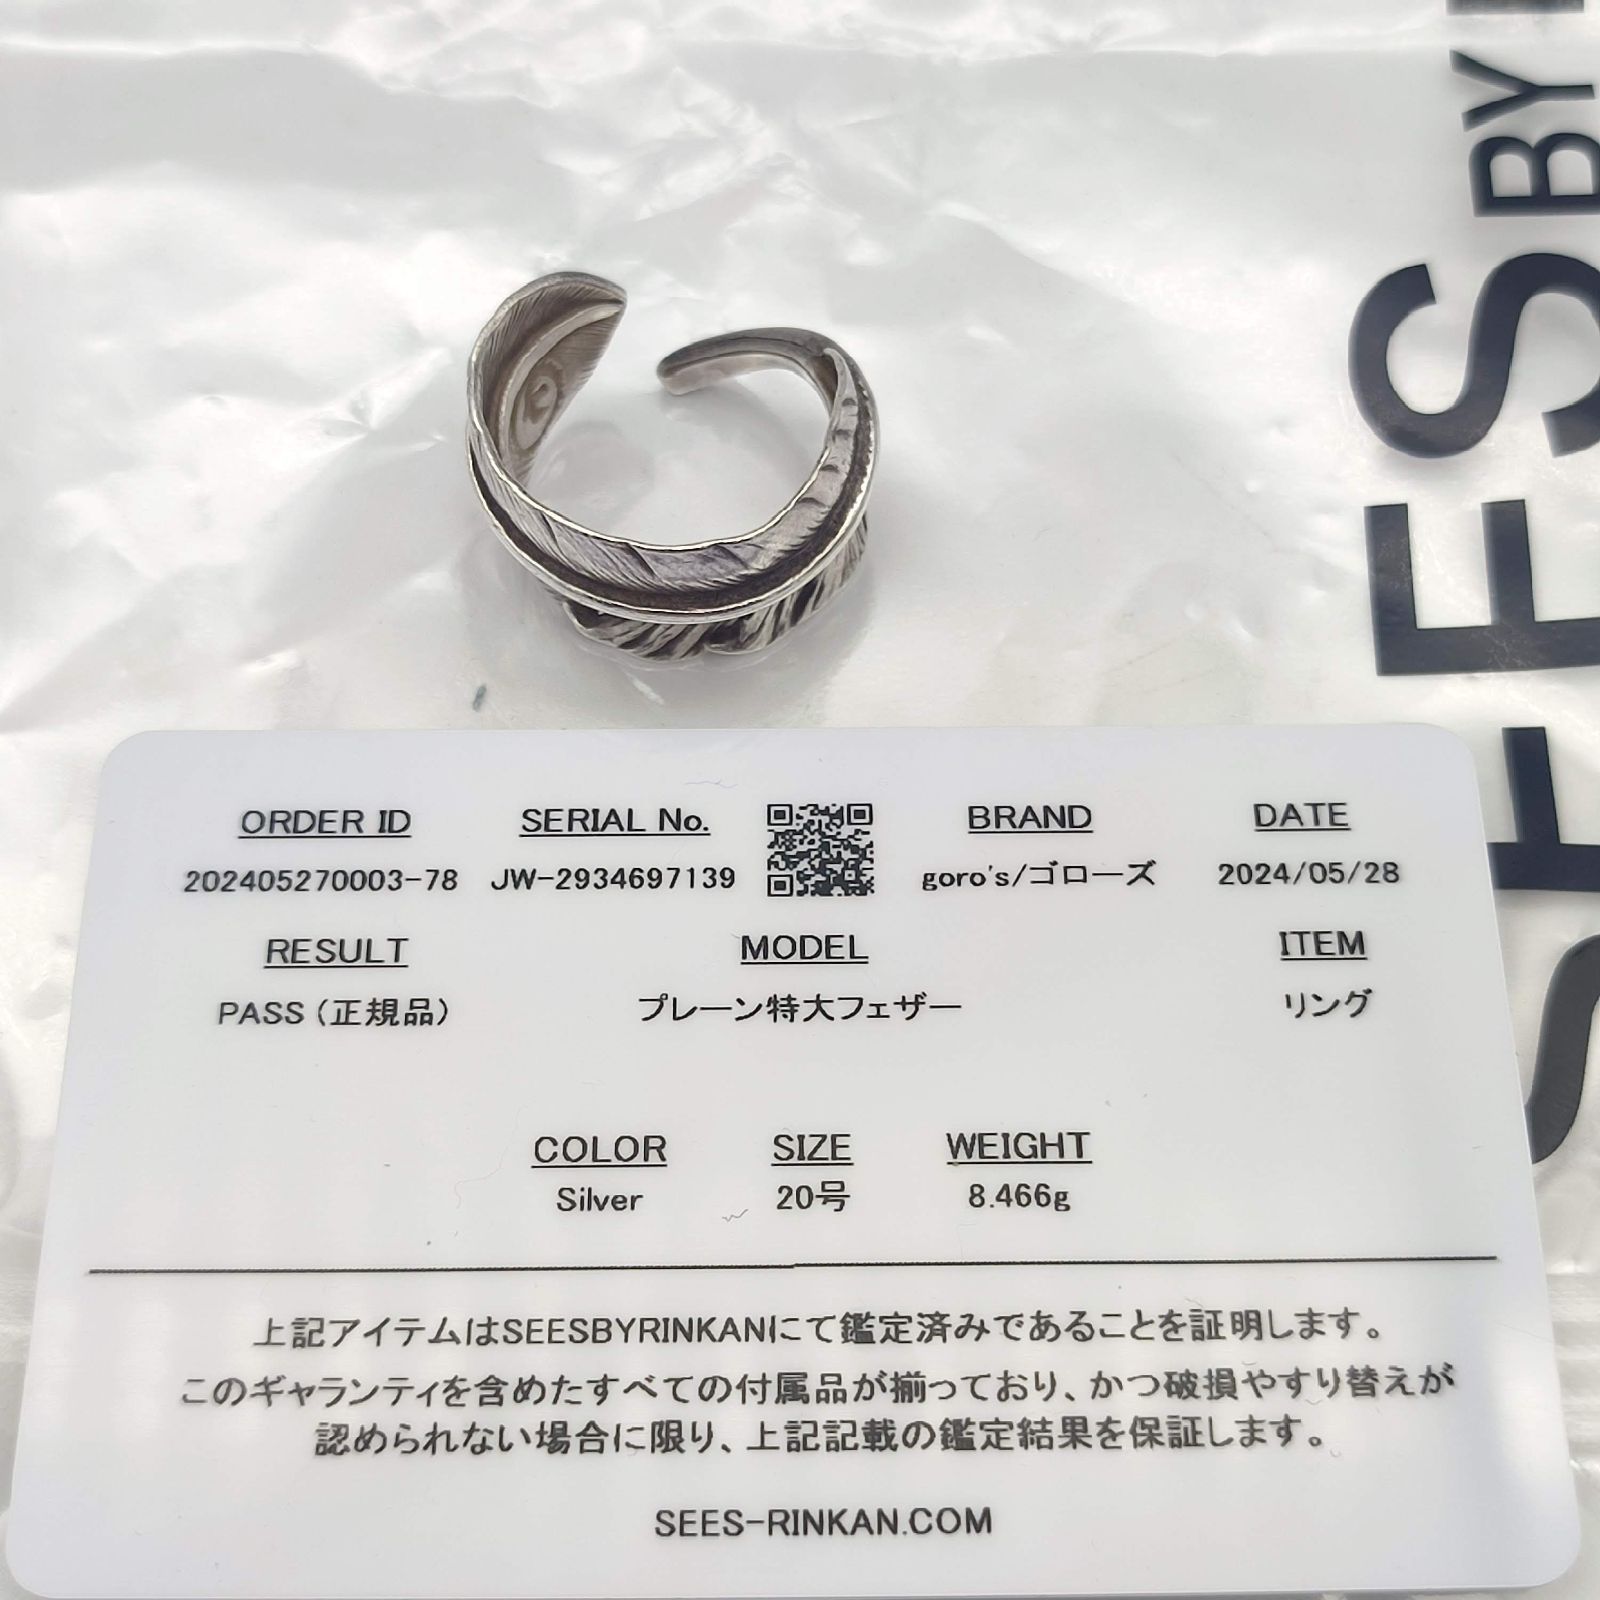 SEES BY
ORDER ID SERIAL No. BRAND DATE
202405270003-78 JW-2934697139 goro's/ゴローズ 2024/05/28
RESULT MODEL ITEM
PASS (正規品) プレーン特大フェザー リング
COLOR SIZE WEIGHT
Silver 20号 8.466g
上記アイテムはSEESBYRINKANにて鑑定済みであることを証明します。
このギャランティを含めたすべての付属品が揃っており、かつ破損やすり替えが
認められない場合に限り、上記記載の鑑定結果を保証します。
SEES-RINKAN.COM